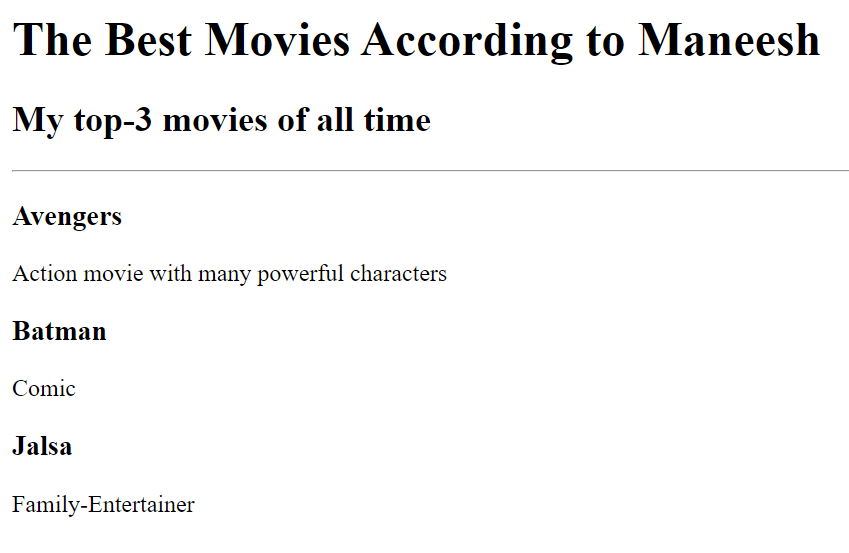 The Best Movies According to Maneesh
My top-3 movies of all time
Avengers
Action movie with many powerful characters
Batman
Comic
Jalsa
Family-Entertainer